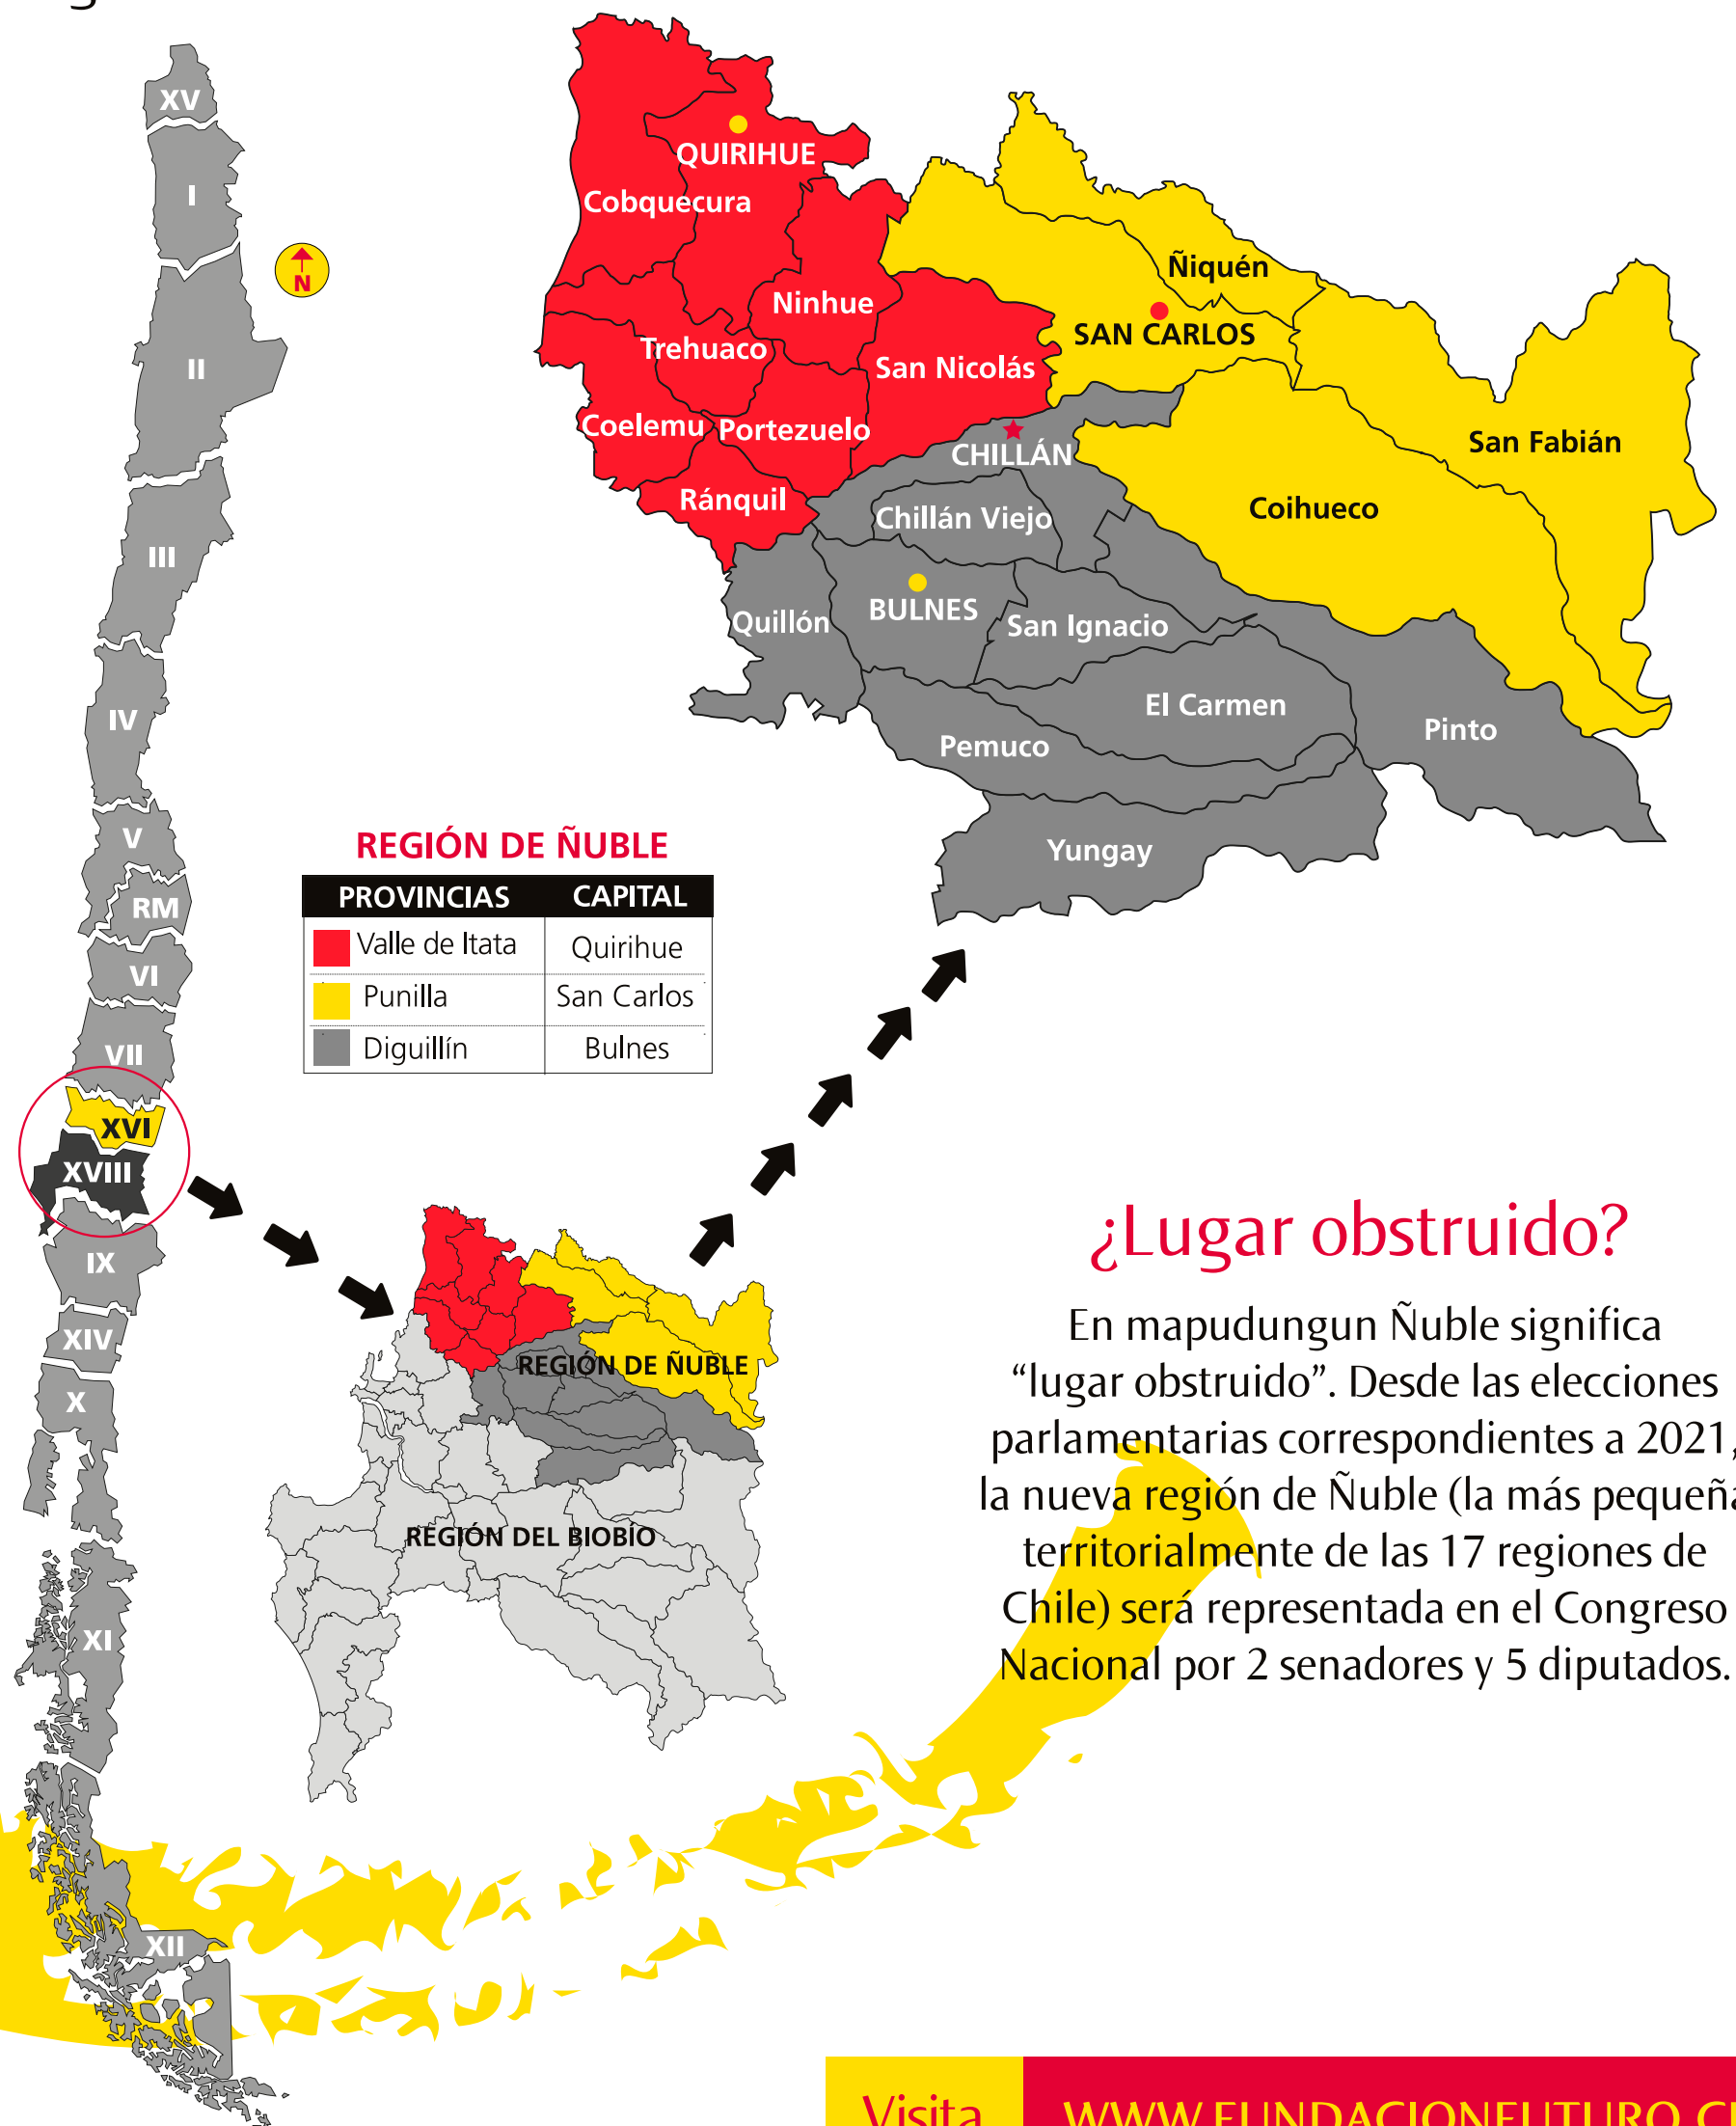 XV
I
II
III
IV
V
RM
VI
VII
XVI
XVIII
IX
XIV
X
XI
XII
N
QUIRIHUE
Cobquecura
Ninhue
Trehuaco
San Nicolás
Coelemu
Portezuelo
Ránquil
Ñiquén
SAN CARLOS
San Fabián
Coihueco
CHILLÁN
Chillán Viejo
BULNES
Quillón
San Ignacio
El Carmen
Pinto
Pemuco
Yungay
REGIÓN DE ÑUBLE
PROVINCIAS CAPITAL
Valle de Itata Quirihue
Punilla San Carlos
Diguillín Bulnes
REGIÓN DE ÑUBLE
REGIÓN DEL BIOBÍO
¿Lugar obstruido?
En mapudungun Ñuble significa
“lugar obstruido”. Desde las elecciones
parlamentarias correspondientes a 2021,
la nueva región de Ñuble (la más pequeña
territorialmente de las 17 regiones de
Chile) será representada en el Congreso
Nacional por 2 senadores y 5 diputados.
Visita WWW.FUNDACIONFUTURO.C